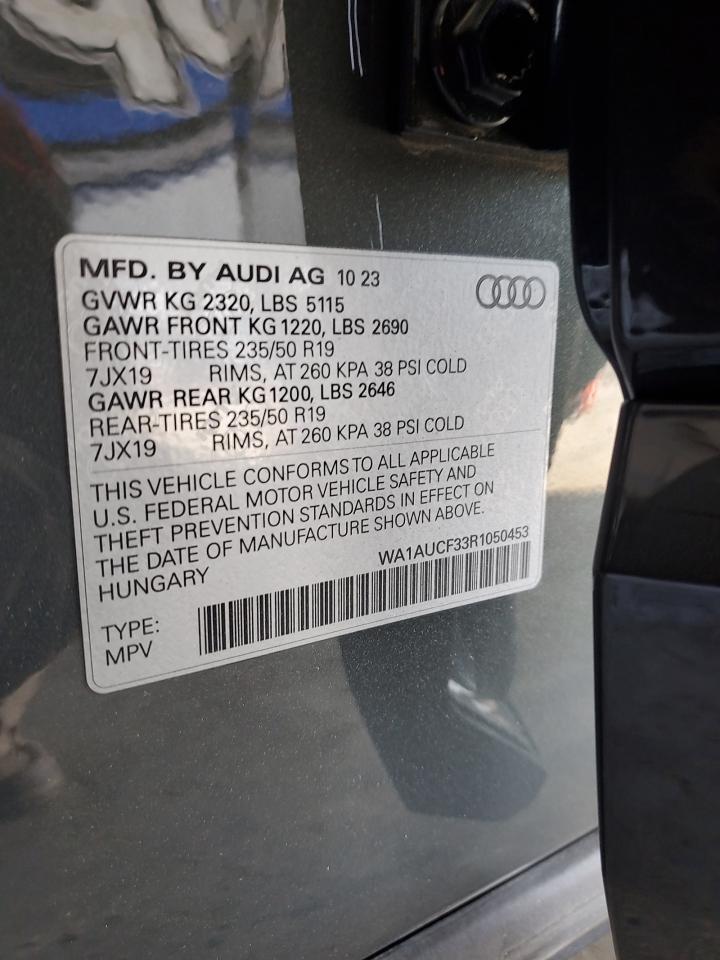 MFD. BY AUDI AG 10 23
GVWR KG 2320, LBS 5115
GAWR FRONT KG 1220, LBS 2690
FRONT-TIRES 235/50 R19
7JX19 RIMS, AT 260 KPA 38 PSI COLD
GAWR REAR KG 1200, LBS 2646
REAR-TIRES 235/50 R19
7JX19 RIMS, AT 260 KPA 38 PSI COLD
THIS VEHICLE CONFORMS TO ALL APPLICABLE
U.S. FEDERAL MOTOR VEHICLE SAFETY AND
THEFT PREVENTION STANDARDS IN EFFECT ON
THE DATE OF MANUFACTURE SHOWN ABOVE.
HUNGARY WA1AUCF33R1050453
TYPE:
MPV